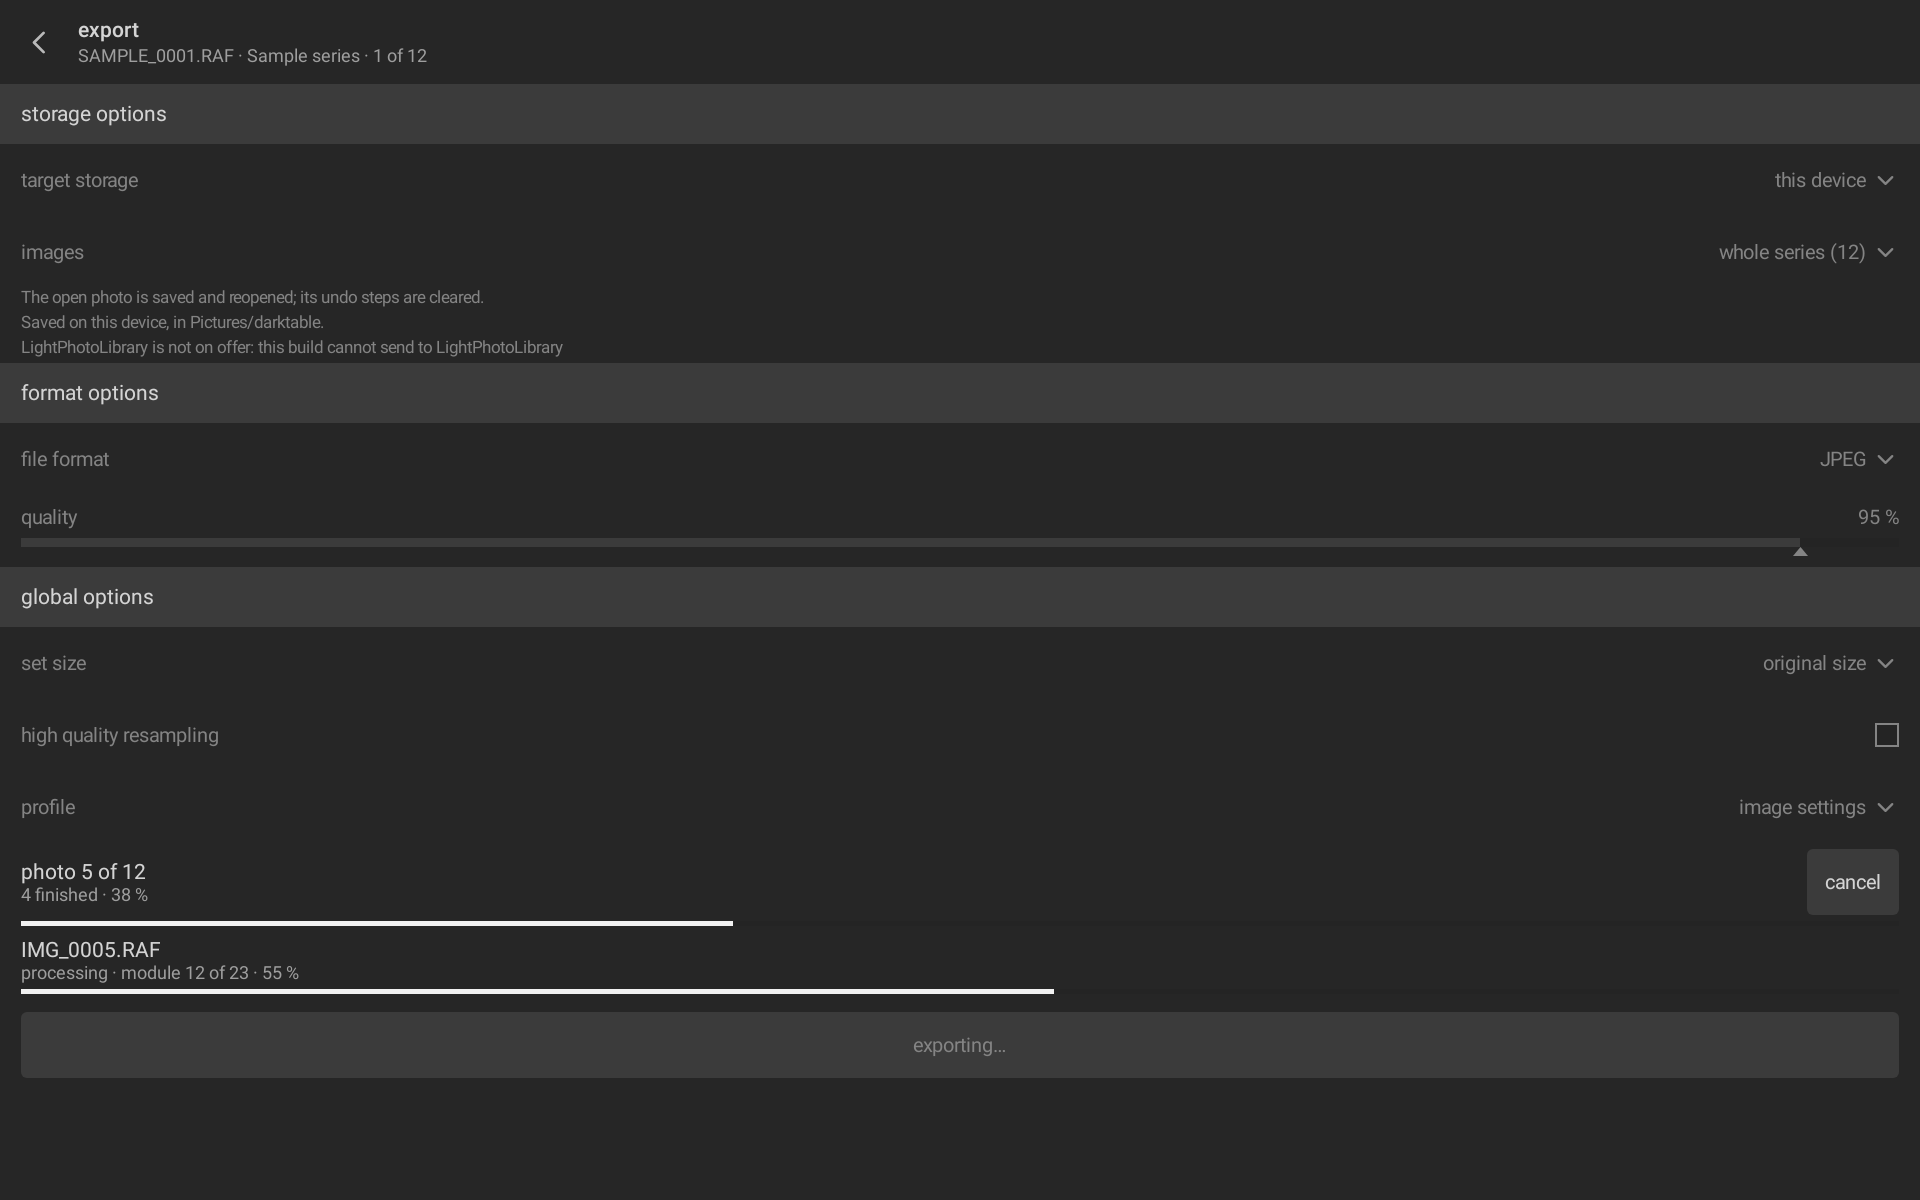 export
SAMPLE_0001.RAF · Sample series · 1 of 12
storage options
target storage
this device
images
whole series (12)
The open photo is saved and reopened; its undo steps are cleared.
Saved on this device, in Pictures/darktable.
LightPhotoLibrary is not on offer: this build cannot send to LightPhotoLibrary
format options
file format
JPEG
quality
95 %
global options
set size
original size
high quality resampling
profile
image settings
photo 5 of 12
4 finished · 38 %
cancel
IMG_0005.RAF
processing · module 12 of 23 · 55 %
exporting...